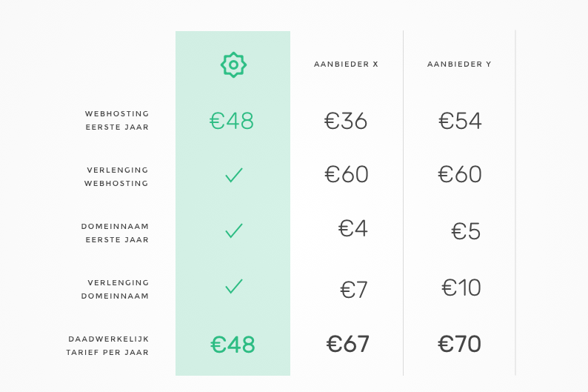 AANBIEDER X AANBIEDER Y
WEBHOSTING
EERSTE JAAR
€48 €36 €54
VERLENGING
WEBHOSTING
€60 €60
DOMEINNAAM
EERSTE JAAR
€4 €5
VERLENGING
DOMEINNAAM
€7 €10
DAADWERKELIJK
TARIEF PER JAAR
€48 €67 €70